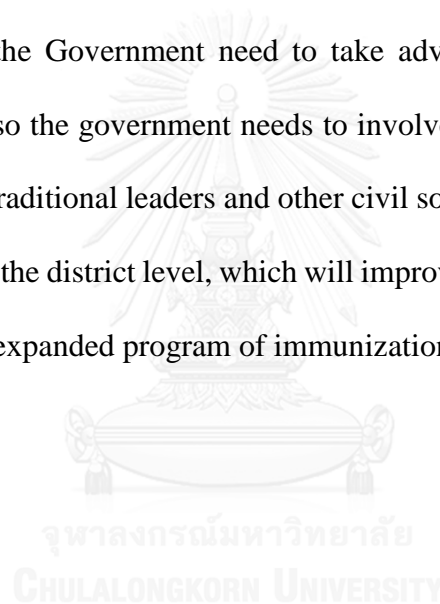 the Government need to take adv
so the government needs to involv
raditional leaders and other civil so
the district level, which will improv
expanded program of immunization
จุฬาลงกรณ์มหาวิทยาลัย
CHULALONGKORN UNIVERSITY